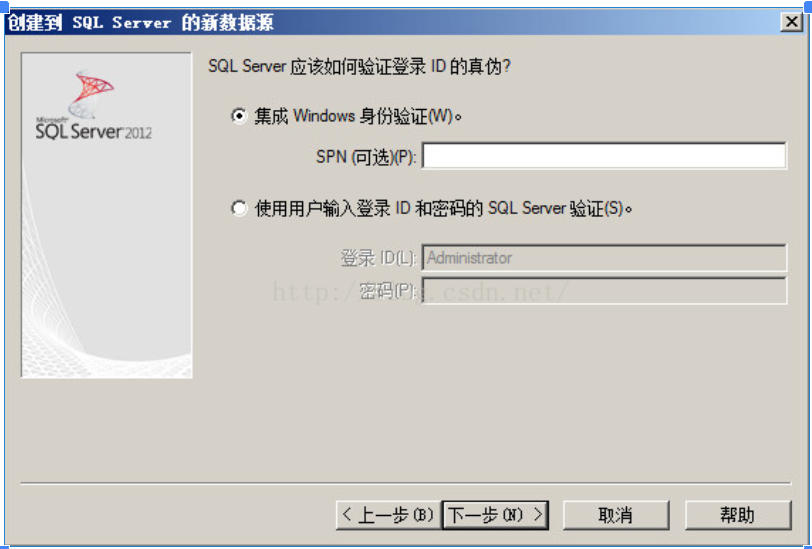 创建到 SQL Server 的新数据源
Microsoft
SQL Server 2012
SQL Server 应该如何验证登录 ID 的真伪?
集成 Windows 身份验证(W)。
SPN (可选)(P):
使用用户输入登录 ID 和密码的 SQL Server 验证(S)。
登录 ID(L): Administrator
密码(P):
http:/ .csdn.net/
< 上一步(B) 下一步(N) > 取消 帮助